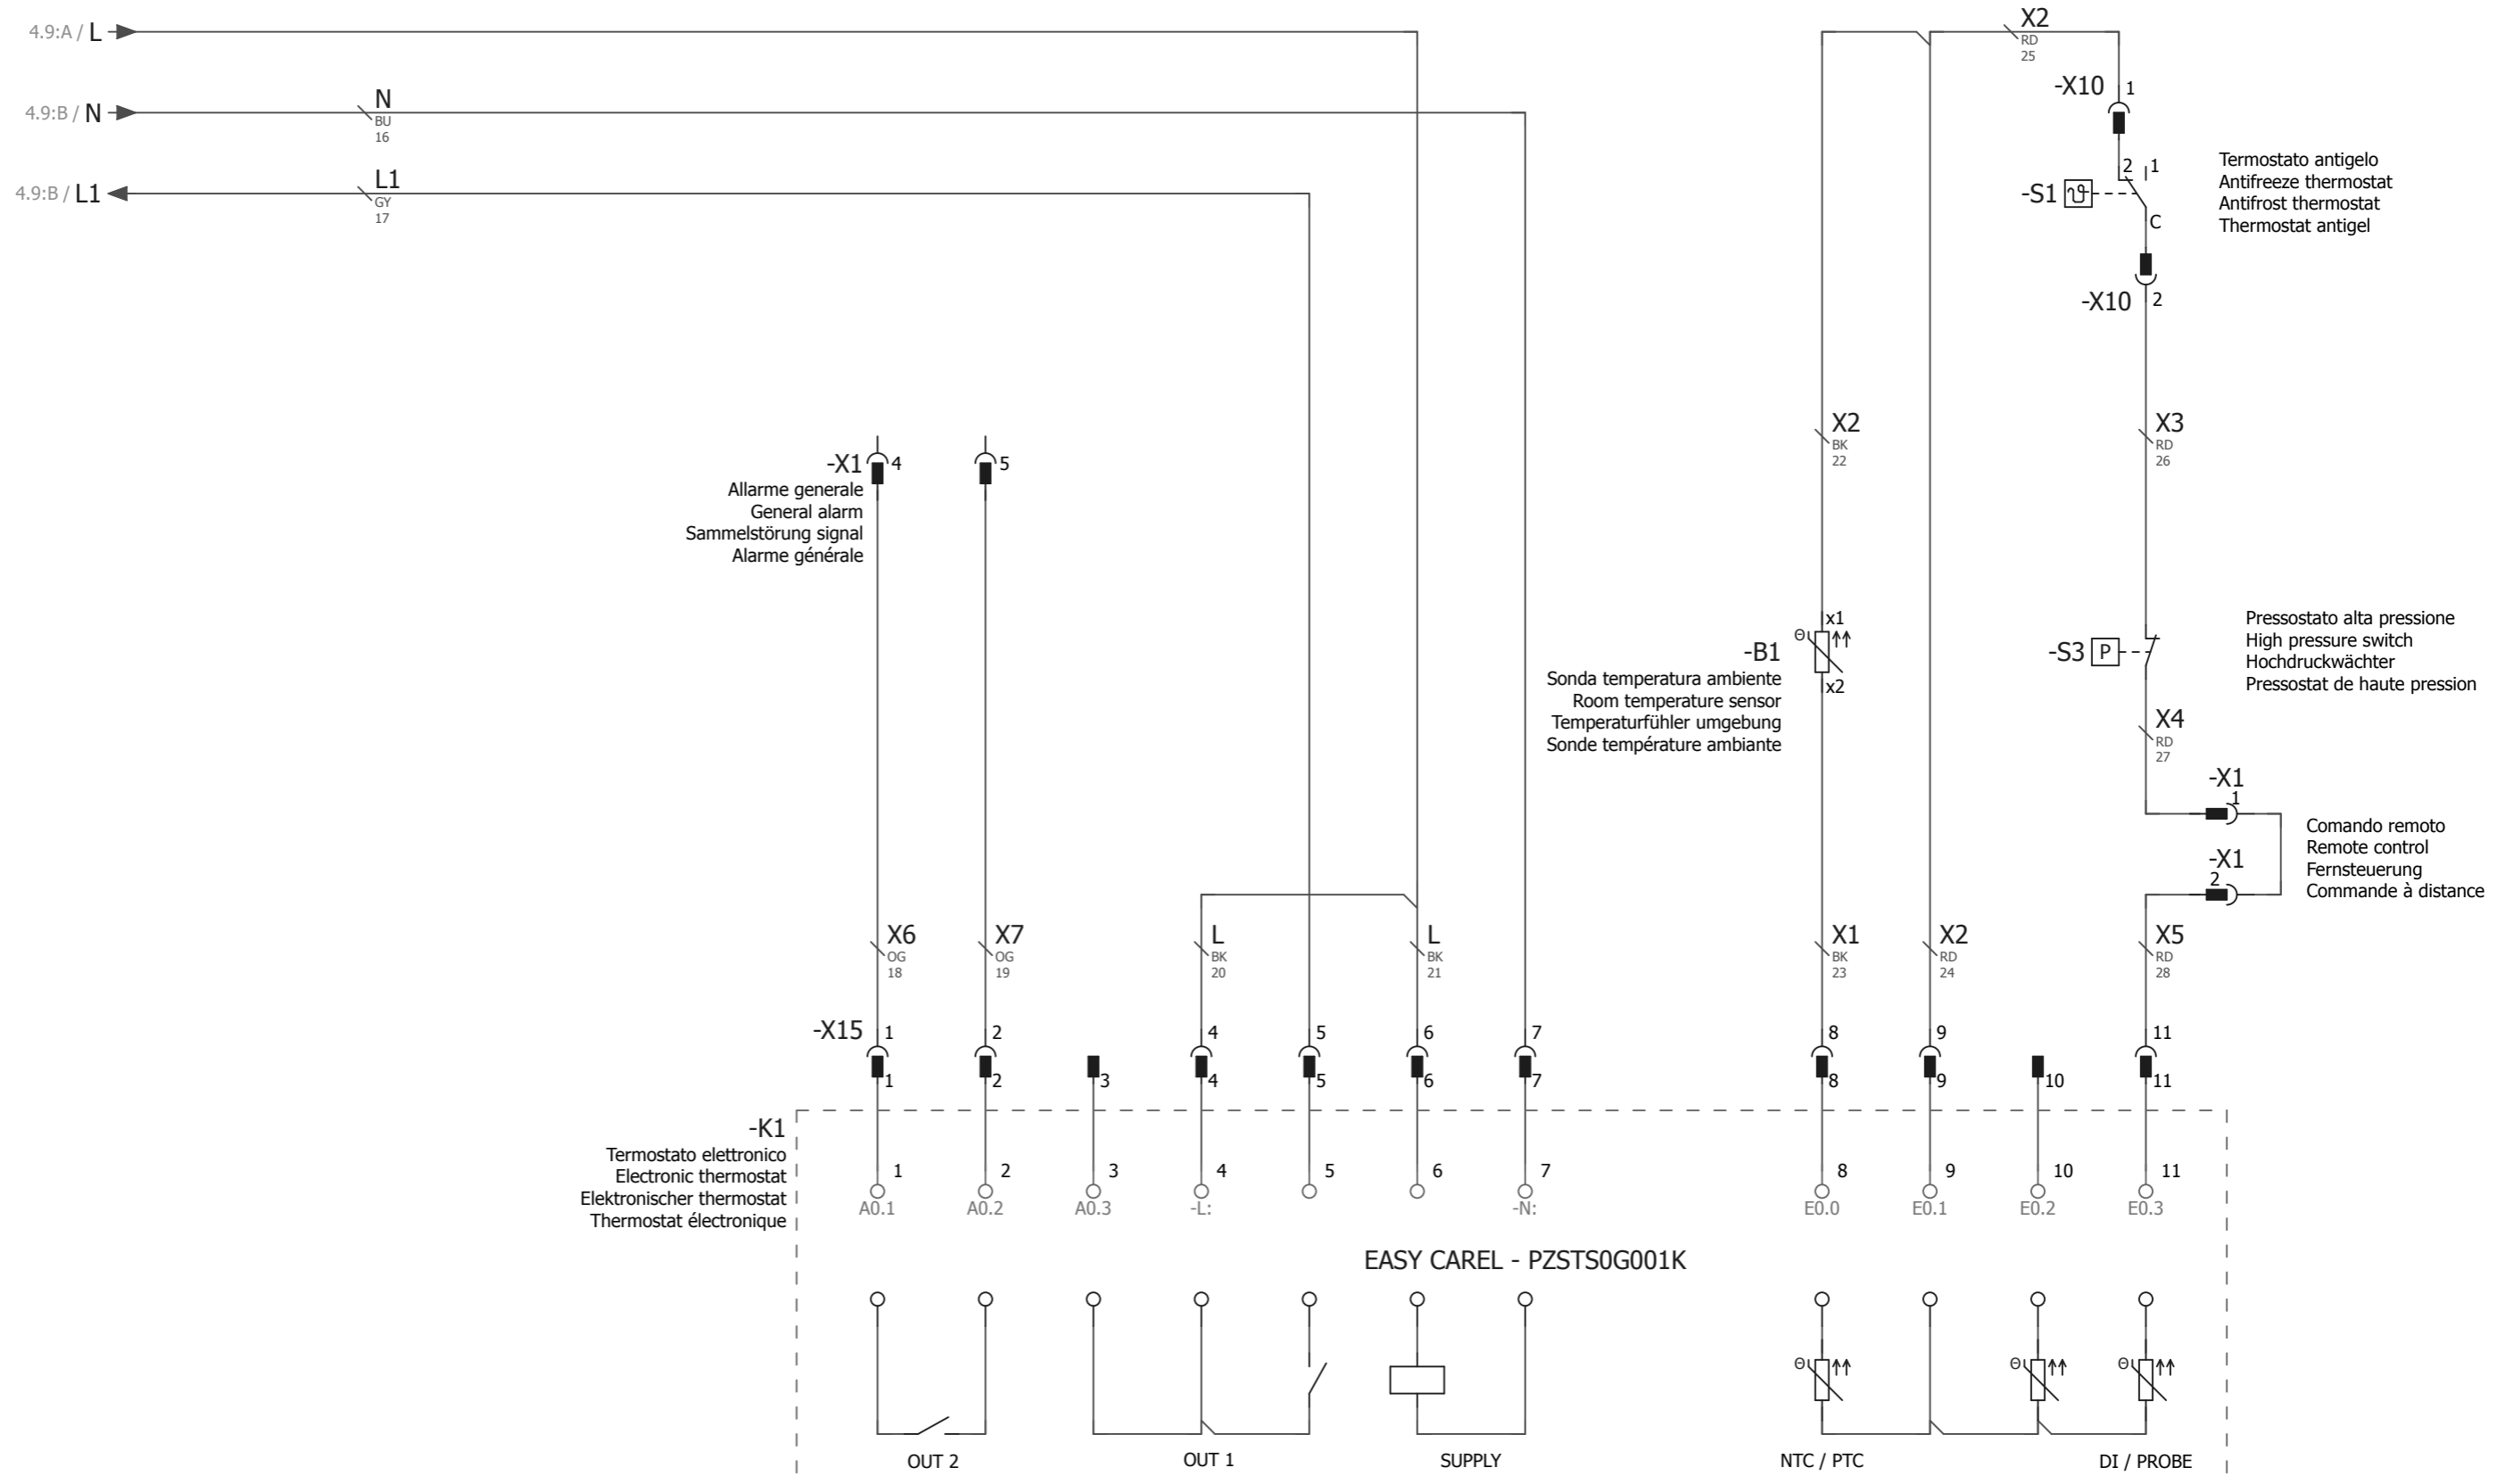 4.9:A / L
X2
RD
25
-X10 1
4.9:B / N
N
BU
16
4.9:B / L1
L1
GY
17
2 1
-S1
C
Termostato antigelo
Antifreeze thermostat
Antifrost thermostat
Thermostat antigel
-X10 2
X2
BK
22
X3
RD
26
-X1 4 5
Allarme generale
General alarm
Sammelstörung signal
Alarme générale
x1
Θ
-B1
x2
Sonda temperatura ambiente
Room temperature sensor
Temperaturfühler umgebung
Sonde température ambiante
-S3 P
Pressostato alta pressione
High pressure switch
Hochdruckwächter
Pressostat de haute pression
X4
RD
27
-X1
1
-X1
2
Comando remoto
Remote control
Fernsteuerung
Commande à distance
X6 X7 L L X1 X2 X5
OG OG BK BK BK RD RD
18 19 20 21 23 24 28
-X15 1 2 4 5 6 7 8 9 11
1 2 3 4 5 6 7 8 9 10 11
-K1
Termostato elettronico
Electronic thermostat
Elektronischer thermostat
Thermostat électronique
1 2 3 4 5 6 7 8 9 10 11
A0.1 A0.2 A0.3 -L: -N: E0.0 E0.1 E0.2 E0.3
EASY CAREL - PZSTS0G001K
Θ Θ Θ
OUT 2 OUT 1 SUPPLY NTC / PTC DI / PROBE